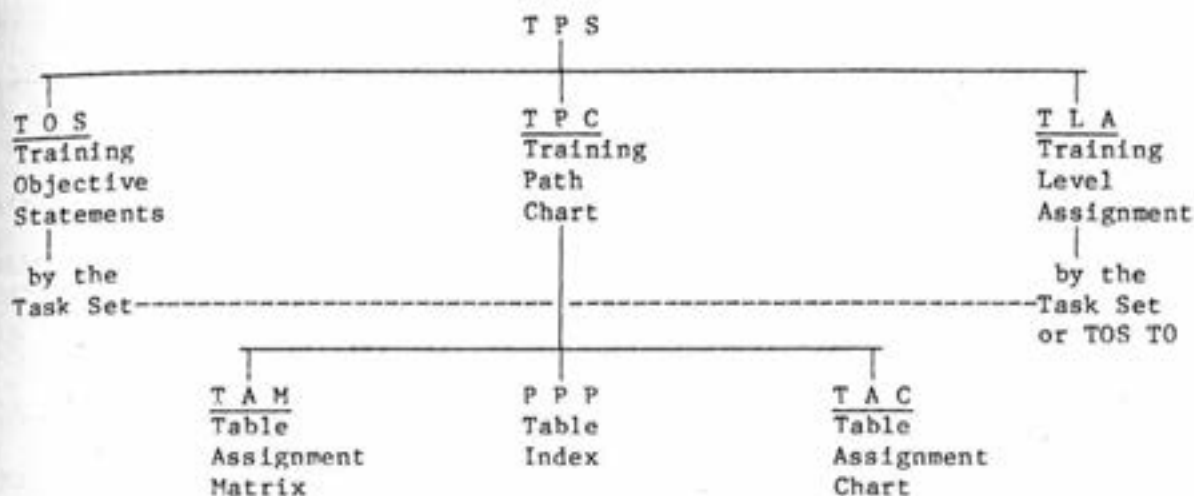 T P S
T O S
Training
Objective
Statements
by the
Task Set
T P C
Training
Path
Chart
T L A
Training
Level
Assignment
by the
Task Set
or TOS TO
T A M
Table
Assignment
Matrix
P P P
Table
Index
T A C
Table
Assignment
Chart